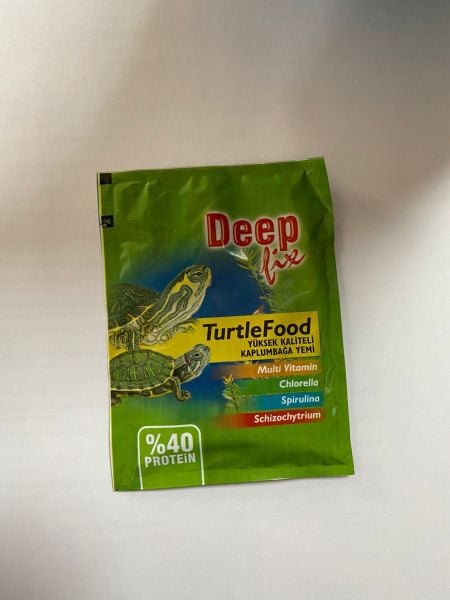 Deep
fix
TurtleFood
YÜKSEK KALİTELİ
KAPLUMBAĞA YEMİ
Multi Vitamin
Chlorella
Spirulina
Schizochytrium
%40
PROTEiN